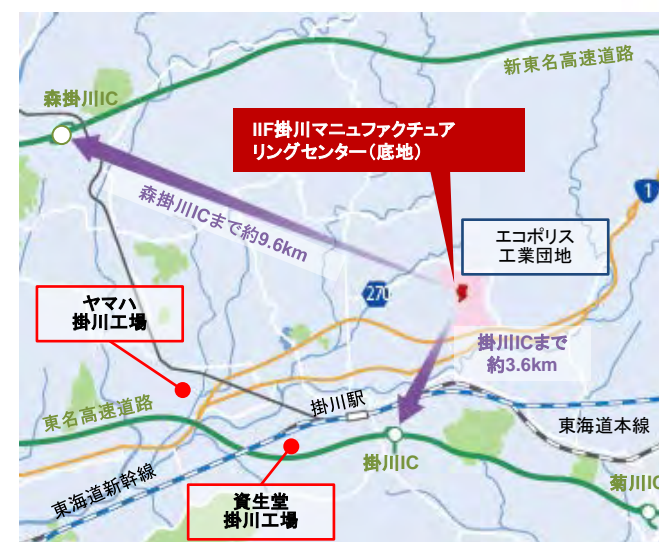 新東名高速道路
森掛川IC
IIF掛川マニュファクチュア
リングセンター（底地）
1
森掛川ICまで約9.6km
エコポリス
工業団地
270
ヤマハ
掛川工場
掛川ICまで
約3.6km
掛川駅
東名高速道路
東海道本線
掛川IC
東海道新幹線
資生堂
掛川工場
菊川IC